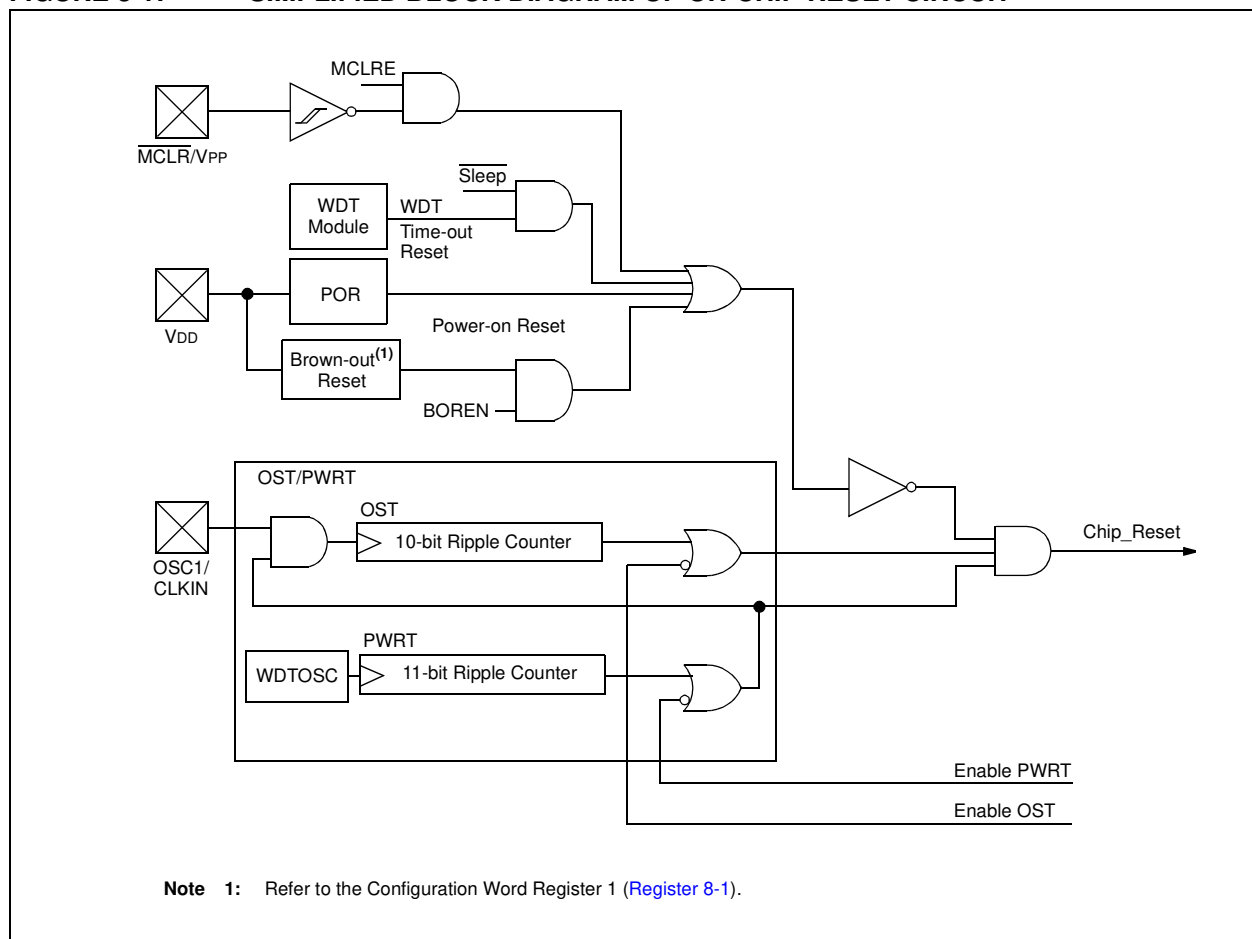 MCLRE
MCLR/VPP
Sleep
WDT
Module
WDT
Time-out
Reset
POR
VDD
Power-on Reset
Brown-out(1)
Reset
BOREN
OST/PWRT
OST
10-bit Ripple Counter
OSC1/
CLKIN
Chip_Reset
PWRT
WDTOSC
11-bit Ripple Counter
Enable PWRT
Enable OST
Note 1: Refer to the Configuration Word Register 1 (Register 8-1).